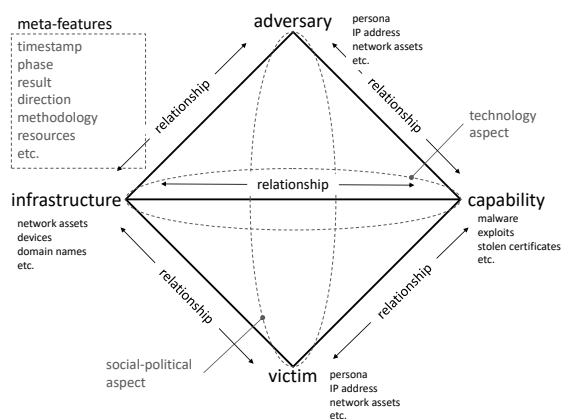 meta-features
timestamp
phase
result
direction
methodology
resources
etc.
adversary
persona
IP address
network assets
etc.
relationship
relationship
technology
aspect
relationship
infrastructure
network assets
devices
domain names
etc.
capability
malware
exploits
stolen certificates
etc.
relationship
relationship
social-political
aspect
victim
persona
IP address
network assets
etc.